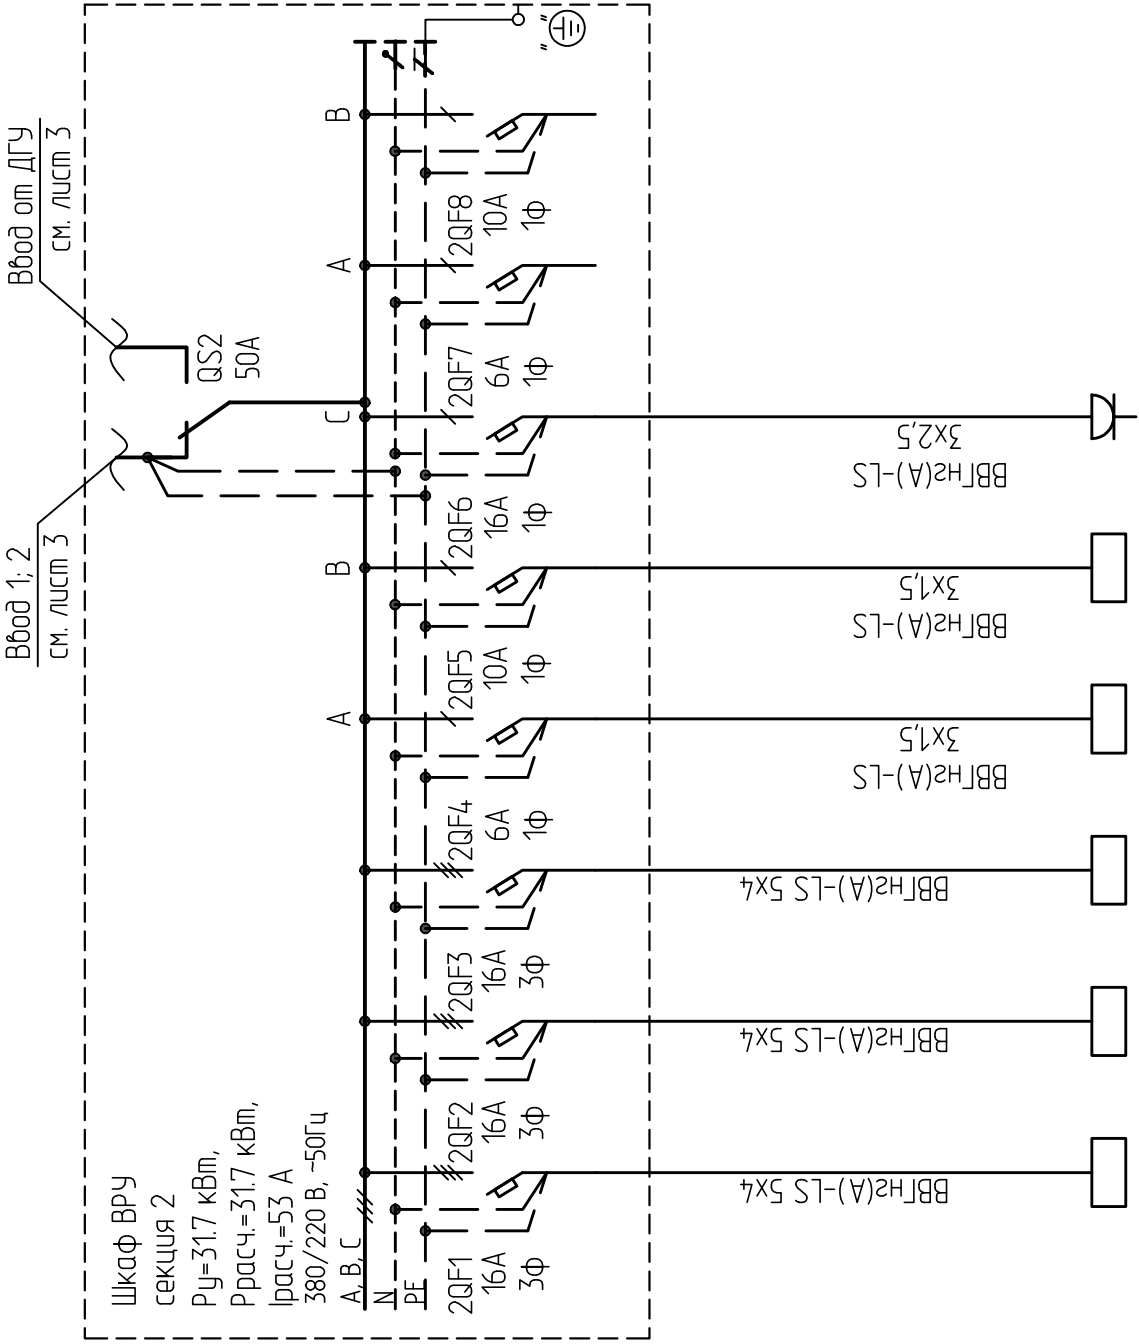 Ввод 1; 2
см. лист 3
Ввод от ДГУ
см. лист 3
QS2
50А
Шкаф ВРУ
секция 2
Ру=31.7 кВт,
Ррасч.=31.7 кВт,
Iрасч.=53 А
380/220 В, ~50Гц
А, В, С
N
PE
A
B
C
A
B
2QF1
16А
3ф
2QF2
16А
3ф
2QF3
16А
3ф
2QF4
6А
1ф
2QF5
10А
1ф
2QF6
16А
1ф
2QF7
6А
1ф
2QF8
10А
1ф
" "
ВВГнг(А)-LS 5х4
ВВГнг(А)-LS 5х4
ВВГнг(А)-LS 5х4
ВВГнг(А)-LS
3х1,5
ВВГнг(А)-LS
3х1,5
ВВГнг(А)-LS
3х2,5